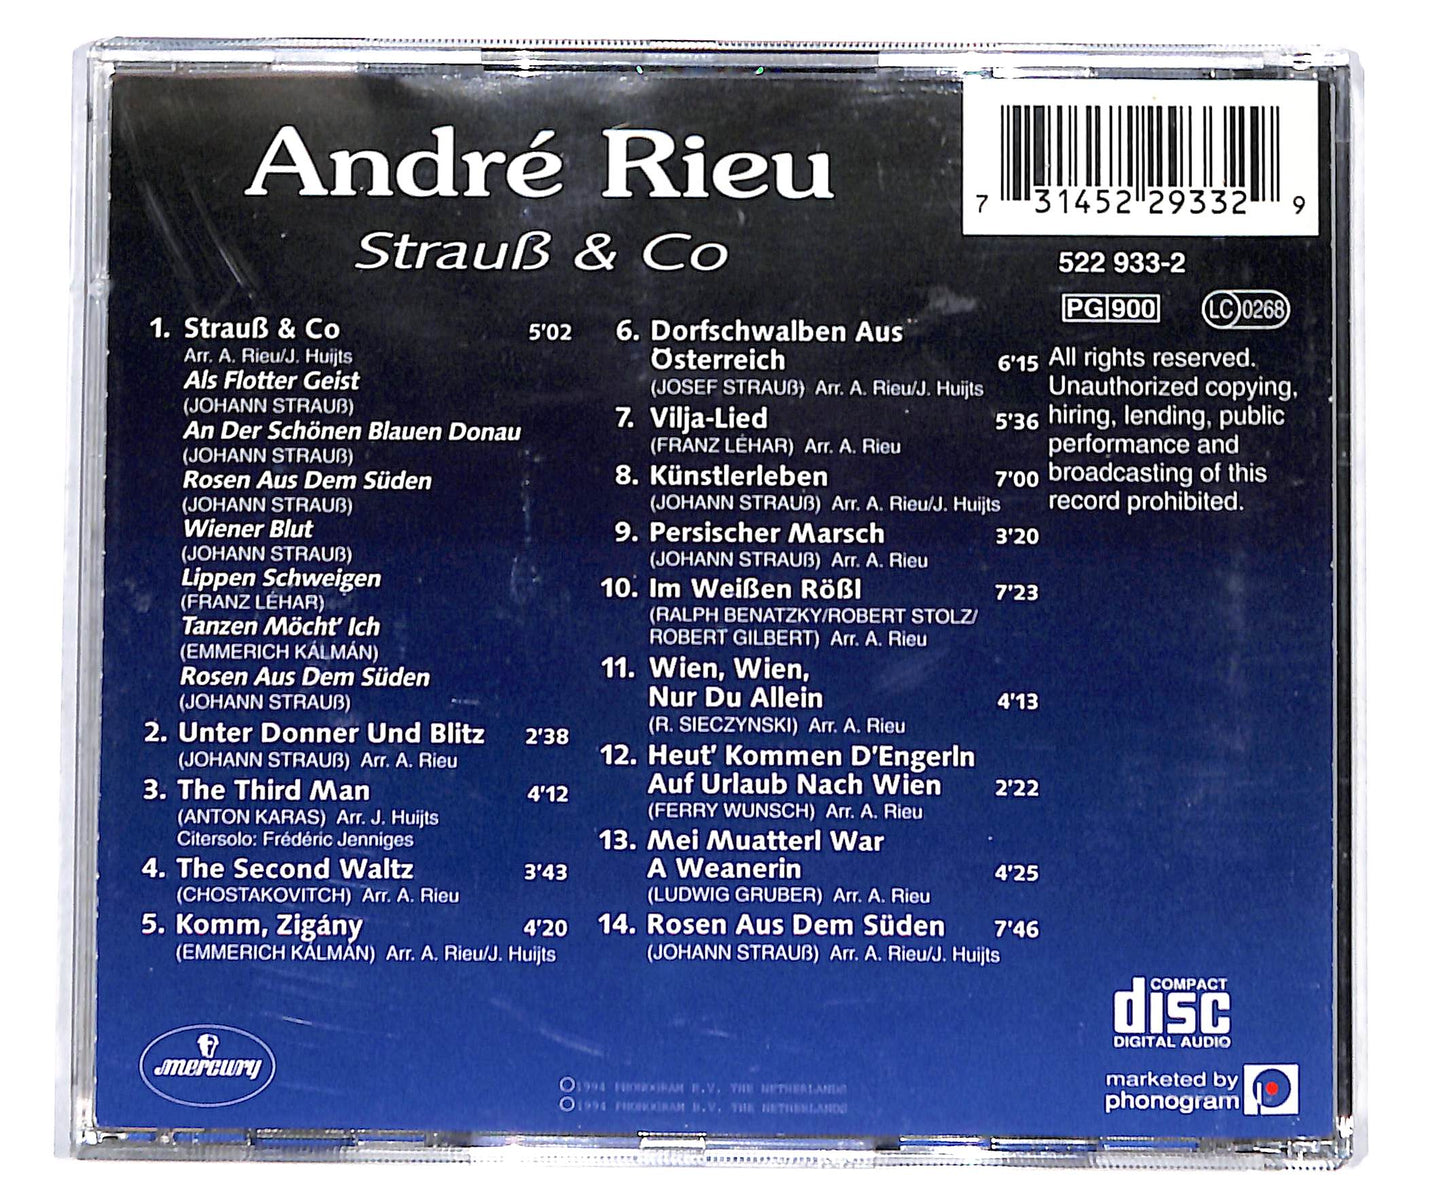 André Rieu
Strauß & Co
7 31452 29332 9
522 933-2
PG 900
LC 0268
1. Strauß & Co 5'02
Arr. A. Rieu/J. Huijts
Als Flotter Geist
(JOHANN STRAUß)
An Der Schönen Blauen Donau
(JOHANN STRAUß)
Rosen Aus Dem Süden
(JOHANN STRAUß)
Wiener Blut
(JOHANN STRAUß)
Lippen Schweigen
(FRANZ LÉHAR)
Tanzen Möcht' Ich
(EMMERICH KÁLMÁN)
Rosen Aus Dem Süden
(JOHANN STRAUß)
2. Unter Donner Und Blitz 2'38
(JOHANN STRAUß) Arr. A. Rieu
3. The Third Man 4'12
(ANTON KARAS) Arr. J. Huijts
Citersolo: Frédéric Jenniges
4. The Second Waltz 3'43
(CHOSTAKOVITCH) Arr. A. Rieu
5. Komm, Zigány 4'20
(EMMERICH KÁLMÁN) Arr. A. Rieu/J. Huijts
6. Dorfschwalben Aus
Österreich 6'15
(JOSEF STRAUß) Arr. A. Rieu/J. Huijts
7. Vilja-Lied 5'36
(FRANZ LÉHAR) Arr. A. Rieu
8. Künstlerleben 7'00
(JOHANN STRAUß) Arr. A. Rieu/J. Huijts
9. Persischer Marsch 3'20
(JOHANN STRAUß) Arr. A. Rieu
10. Im Weißen Rößl 7'23
(RALPH BENATZKY/ROBERT STOLZ/
ROBERT GILBERT) Arr. A. Rieu
11. Wien, Wien,
Nur Du Allein 4'13
(R. SIECZYNSKI) Arr. A. Rieu
12. Heut' Kommen D'Engerln
Auf Urlaub Nach Wien 2'22
(FERRY WUNSCH) Arr. A. Rieu
13. Mei Muatterl War
A Weanerin 4'25
(LUDWIG GRUBER) Arr. A. Rieu
14. Rosen Aus Dem Süden 7'46
(JOHANN STRAUß) Arr. A. Rieu/J. Huijts
All rights reserved.
Unauthorized copying,
hiring, lending, public
performance and
broadcasting of this
record prohibited.
COMPACT
disc
DIGITAL AUDIO
mercury
1994 PHONOGRAM B.V. THE NETHERLANDS
1994 PHONOGRAM B.V. THE NETHERLANDS
marketed by
phonogram